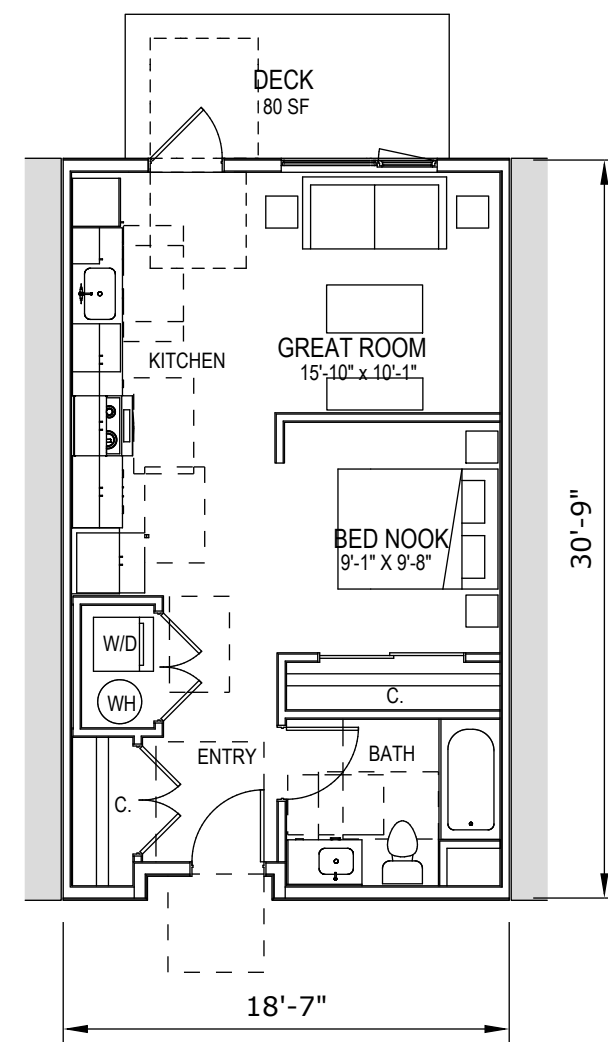 DECK
80 SF
KITCHEN
GREAT ROOM
15'-10" x 10'-1"
BED NOOK
9'-1" X 9'-8"
30'-9"
W/D
WH
C.
ENTRY
BATH
C.
18'-7"